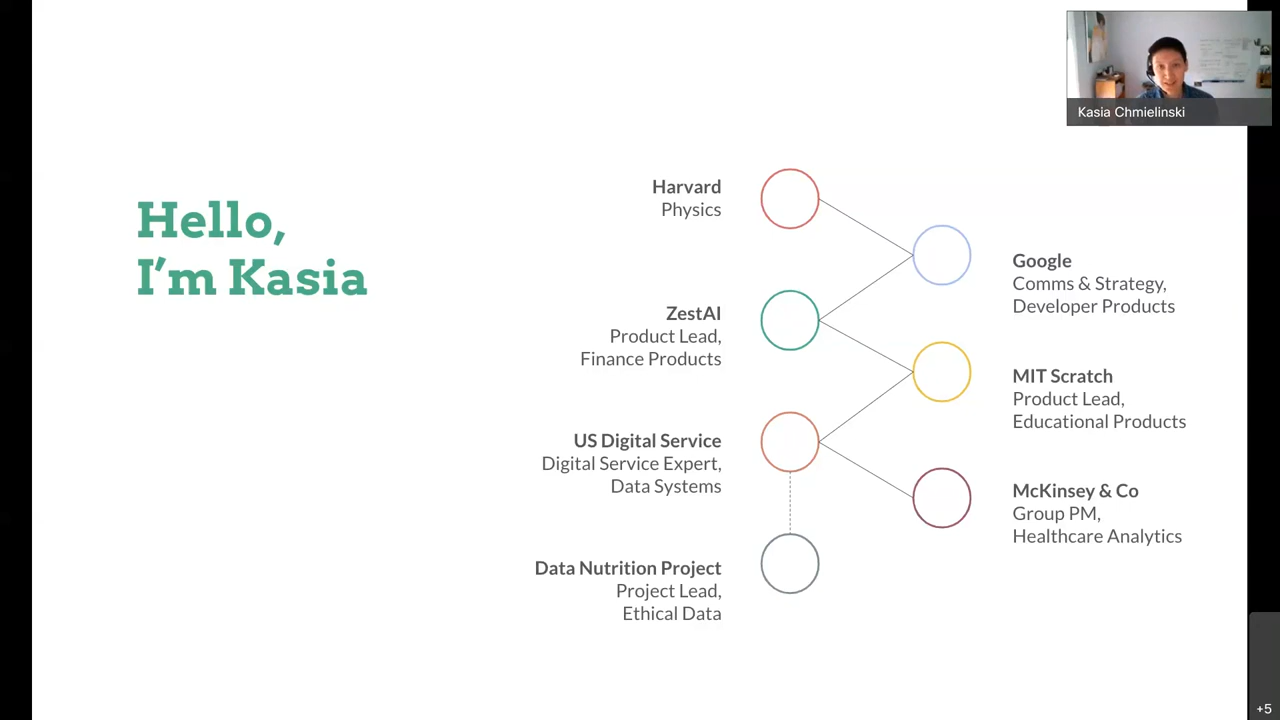 Kasia Chmielinski
Hello,
I’m Kasia
Harvard
Physics
Google
Comms & Strategy,
Developer Products
ZestAI
Product Lead,
Finance Products
MIT Scratch
Product Lead,
Educational Products
US Digital Service
Digital Service Expert,
Data Systems
McKinsey & Co
Group PM,
Healthcare Analytics
Data Nutrition Project
Project Lead,
Ethical Data
+5